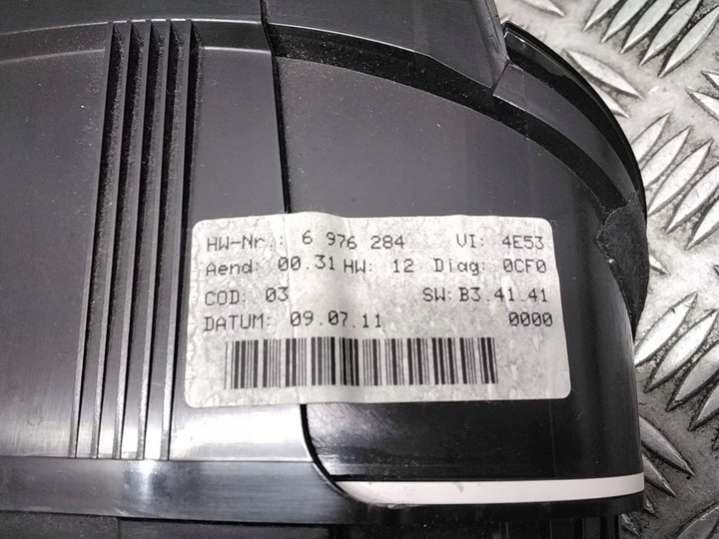 HW-Nr.: 6 976 284 VI: 4E53
Aend: 00.31 HW: 12 Diag: 0CF0
COD: 03 SW: B3.41.41
DATUM: 09.07.11 0000